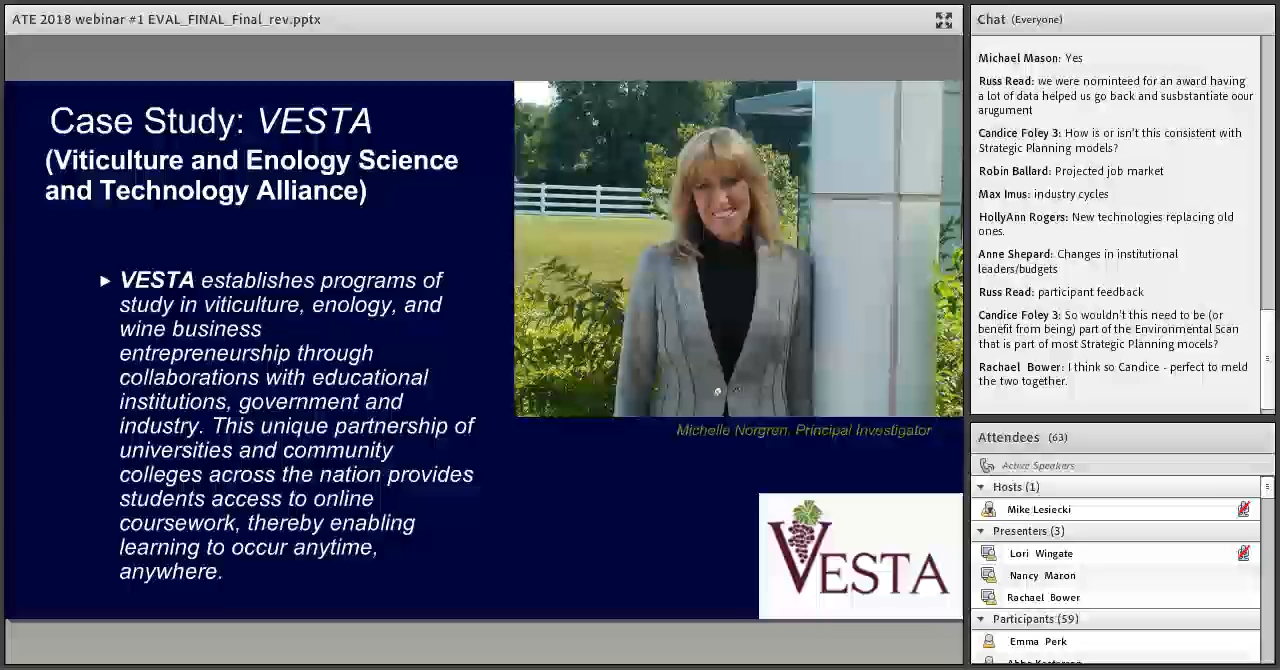 ATE 2018 webinar #1 EVAL_FINAL_Final_rev.pptx
Case Study: VESTA
(Viticulture and Enology Science
and Technology Alliance)
► VESTA establishes programs of
study in viticulture, enology, and
wine business
entrepreneurship through
collaborations with educational
institutions, government and
industry. This unique partnership of
universities and community
colleges across the nation provides
students access to online
coursework, thereby enabling
learning to occur anytime,
anywhere.
Michelle Norgren, Principal Investigator
VESTA
Chat (Everyone)
Michael Mason: Yes
Russ Read: we were norninteed for an award having
a lot of data helped us go back and susbstantiate oour
arugument
Candice Foley 3: How is or isn't this consistent with
Strategic Planning models?
Robin Ballard: Projected job market
Max Imus: industry cycles
HollyAnn Rogers: New technologies replacing old
ones.
Anne Shepard: Changes in institutional
leaders/budgets
Russ Read: participant feedback
Candice Foley 3: So wouldn't this need to be (or
benefit from being) part of the Environmental Scan
that is part of most Strategic Planning mocels?
Rachael Bower: I think so Candice - perfect to meld
the two together.
Attendees (63)
Active Speakers
Hosts (1)
Mike Lesiecki
Presenters (3)
Lori Wingate
Nancy Maron
Rachael Bower
Participants (59)
Emma Perk